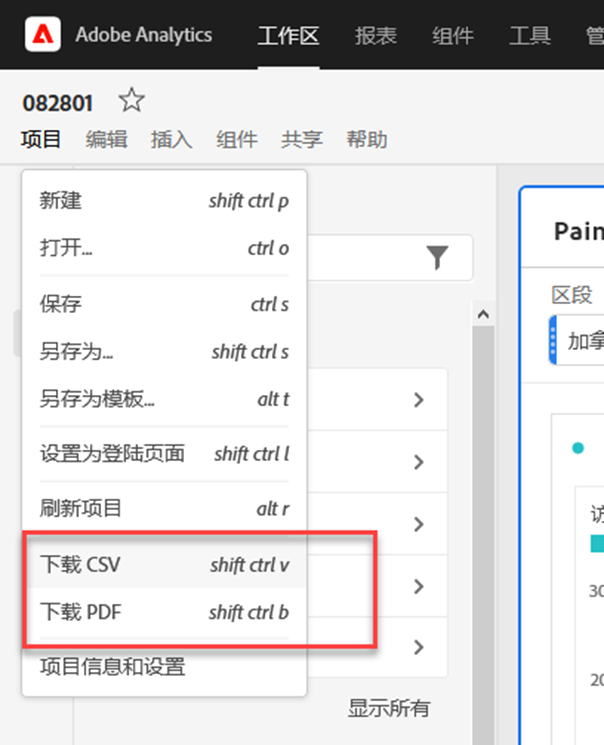 Adobe Analytics 工作区 报表 组件 工具
082801
项目 编辑 插入 组件 共享 帮助
新建 shift ctrl p
打开... ctrl o
保存 ctrl s
另存为... shift ctrl s
另存为模板... alt t
设置为登陆页面 shift ctrl l
刷新项目 alt r
下载 CSV shift ctrl v
下载 PDF shift ctrl b
项目信息和设置
显示所有
Pain
区段
加拿
访
30
20